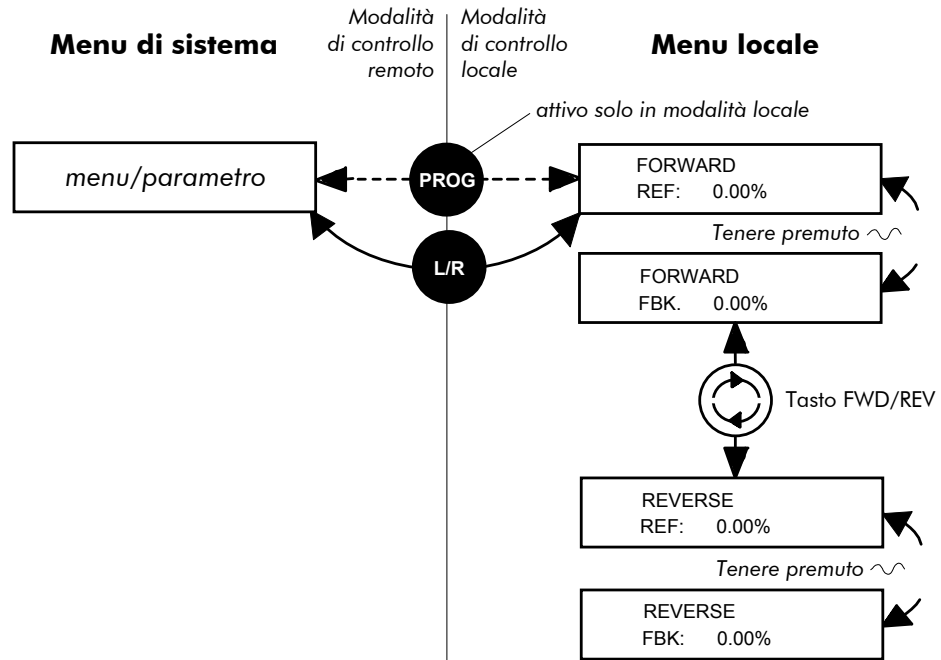 Menu di sistema
Modalità
di controllo
remoto
Modalità
di controllo
locale
Menu locale
attivo solo in modalità locale
menu/parametro
PROG
FORWARD
REF: 0.00%
Tenere premuto
L/R
FORWARD
FBK. 0.00%
Tasto FWD/REV
REVERSE
REF: 0.00%
Tenere premuto
REVERSE
FBK: 0.00%